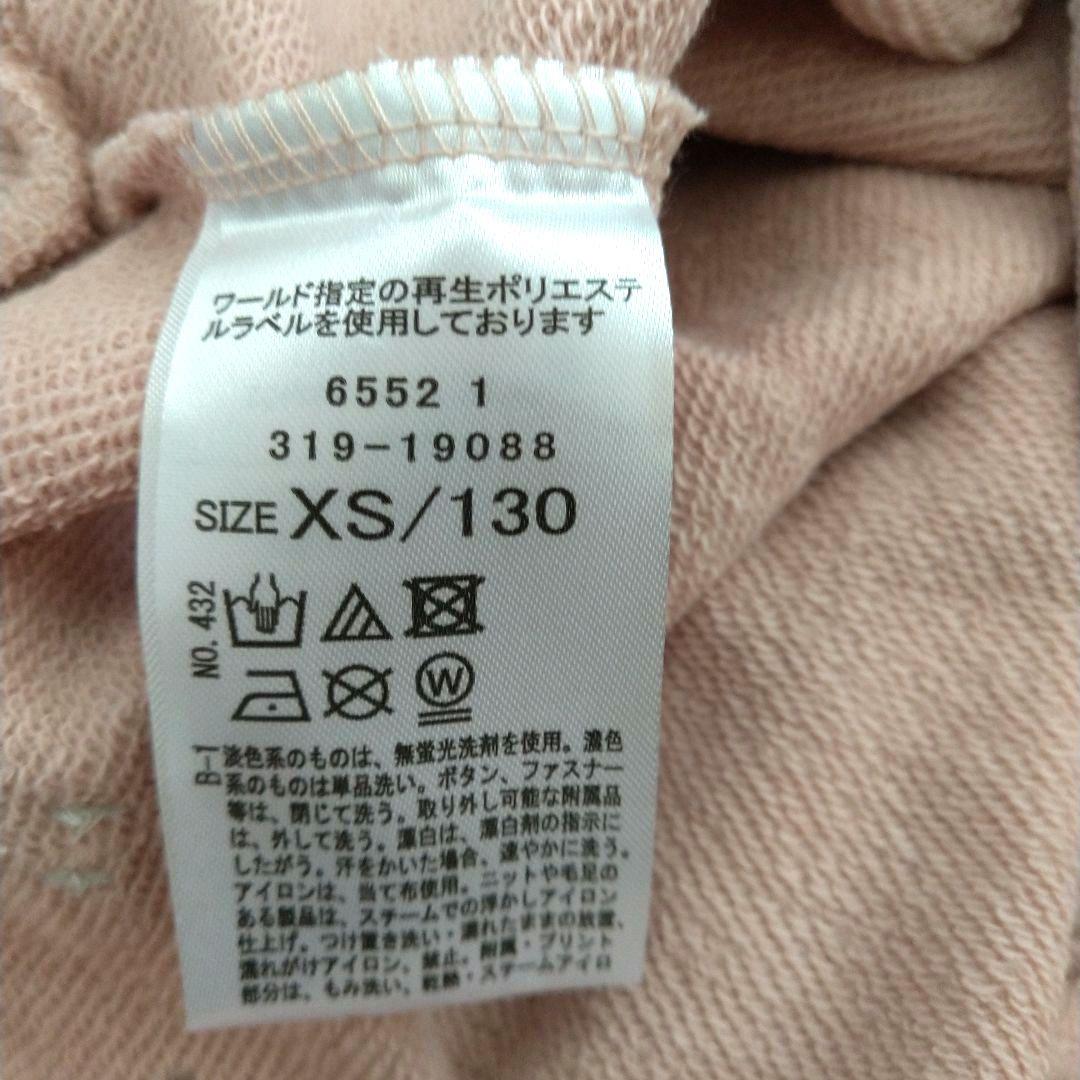 ワールド指定の再生ポリエステ
ルラベルを使用しております
6552 1
319-19088
SIZE XS/130
NO. 432
W
B-1
淡色系のものは、無蛍光洗剤を使用。濃色
系のものは単品洗い。ボタン、ファスナー
等は、閉じて洗う。取り外し可能な附属品
は、外して洗う。漂白は、漂白剤の指示に
したがう。汗をかいた場合、速やかに洗う。
アイロンは、当て布使用。ニットや毛足の
ある製品は、スチームでの浮かしアイロン
仕上げ。つけ置き洗い・濡れたままの放置、
濡れがけアイロン、禁止。附属・プリント
部分は、もみ洗い、乾熱・スチームアイロ